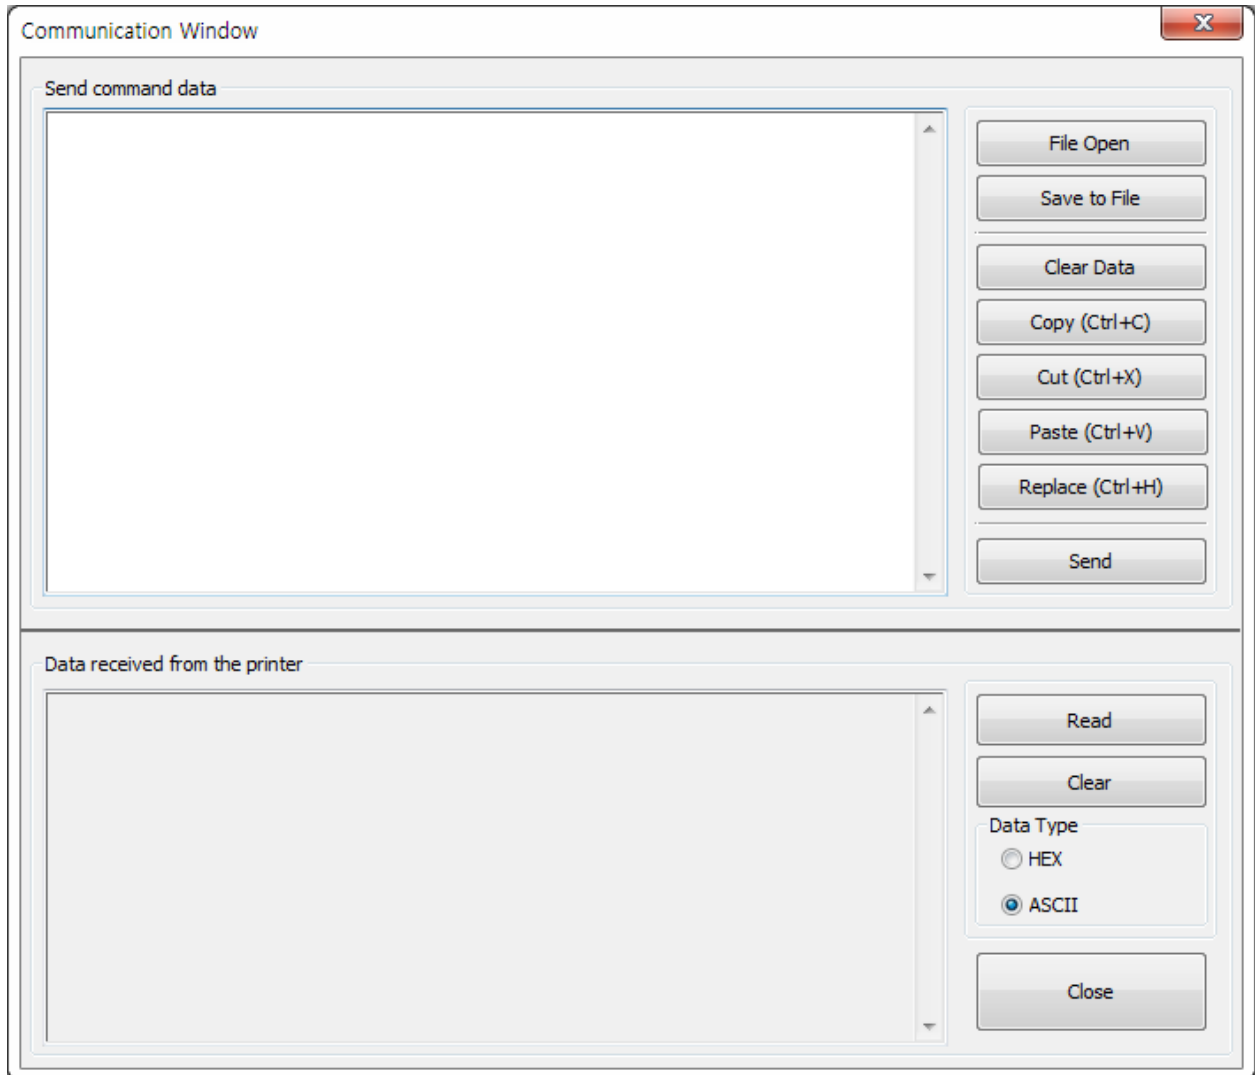 Communication Window
Send command data
File Open
Save to File
Clear Data
Copy (Ctrl+C)
Cut (Ctrl+X)
Paste (Ctrl+V)
Replace (Ctrl+H)
Send
Data received from the printer
Read
Clear
Data Type
HEX
ASCII
Close